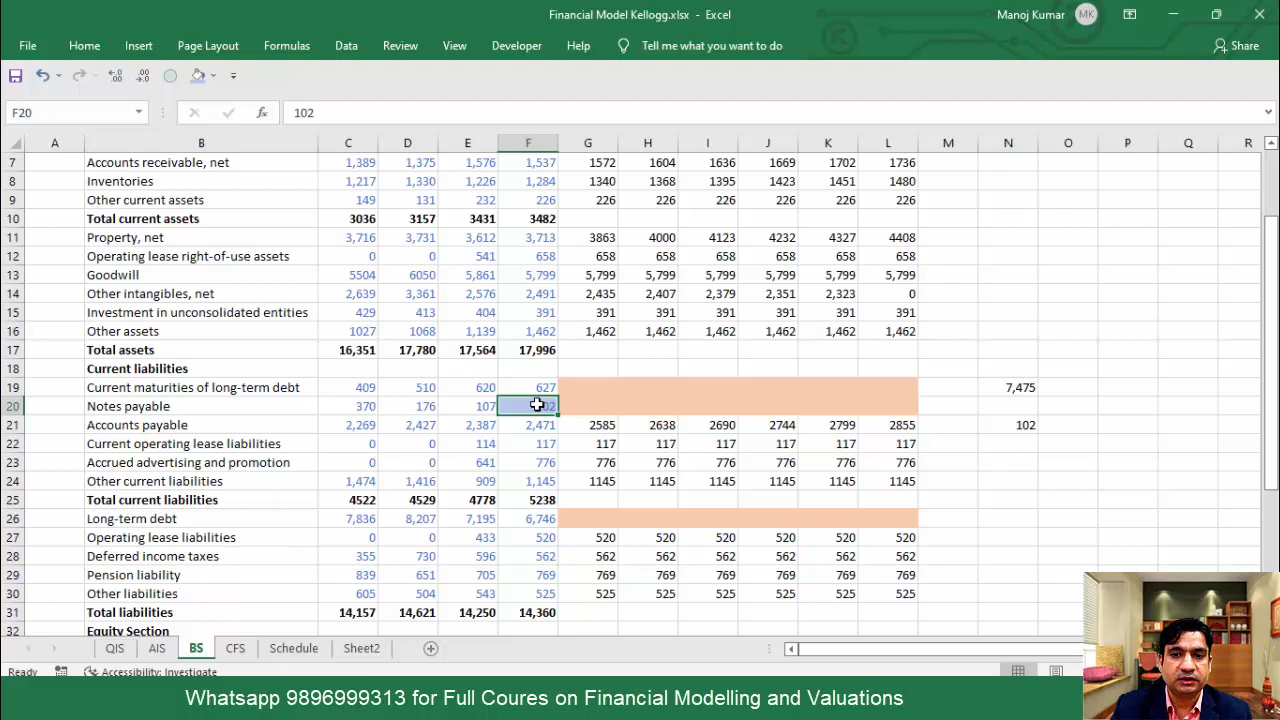 Financial Model Kellogg.xlsx - Excel
Manoj Kumar MK
File Home Insert Page Layout Formulas Data Review View Developer Help Tell me what you want to do Share
F20 fx 102
A B C D E F G H I J K L M N O P Q R
7 Accounts receivable, net 1,389 1,375 1,576 1,537 1572 1604 1636 1669 1702 1736
8 Inventories 1,217 1,330 1,226 1,284 1340 1368 1395 1423 1451 1480
9 Other current assets 149 131 232 226 226 226 226 226 226 226
10 Total current assets 3036 3157 3431 3482
11 Property, net 3,716 3,731 3,612 3,713 3863 4000 4123 4232 4327 4408
12 Operating lease right-of-use assets 0 0 541 658 658 658 658 658 658 658
13 Goodwill 5504 6050 5,861 5,799 5,799 5,799 5,799 5,799 5,799 5,799
14 Other intangibles, net 2,639 3,361 2,576 2,491 2,435 2,407 2,379 2,351 2,323 0
15 Investment in unconsolidated entities 429 413 404 391 391 391 391 391 391 391
16 Other assets 1027 1068 1,139 1,462 1,462 1,462 1,462 1,462 1,462 1,462
17 Total assets 16,351 17,780 17,564 17,996
18 Current liabilities
19 Current maturities of long-term debt 409 510 620 627 7,475
20 Notes payable 370 176 107
21 Accounts payable 2,269 2,427 2,387 2,471 2585 2638 2690 2744 2799 2855 102
22 Current operating lease liabilities 0 0 114 117 117 117 117 117 117 117
23 Accrued advertising and promotion 0 0 641 776 776 776 776 776 776 776
24 Other current liabilities 1,474 1,416 909 1,145 1145 1145 1145 1145 1145 1145
25 Total current liabilities 4522 4529 4778 5238
26 Long-term debt 7,836 8,207 7,195 6,746
27 Operating lease liabilities 0 0 433 520 520 520 520 520 520 520
28 Deferred income taxes 355 730 596 562 562 562 562 562 562 562
29 Pension liability 839 651 705 769 769 769 769 769 769 769
30 Other liabilities 605 504 543 525 525 525 525 525 525 525
31 Total liabilities 14,157 14,621 14,250 14,360
32 Equity Section
QIS AIS BS CFS Schedule Sheet2
Ready Accessibility: Investigate
Whatsapp 9896999313 for Full Coures on Financial Modelling and Valuations